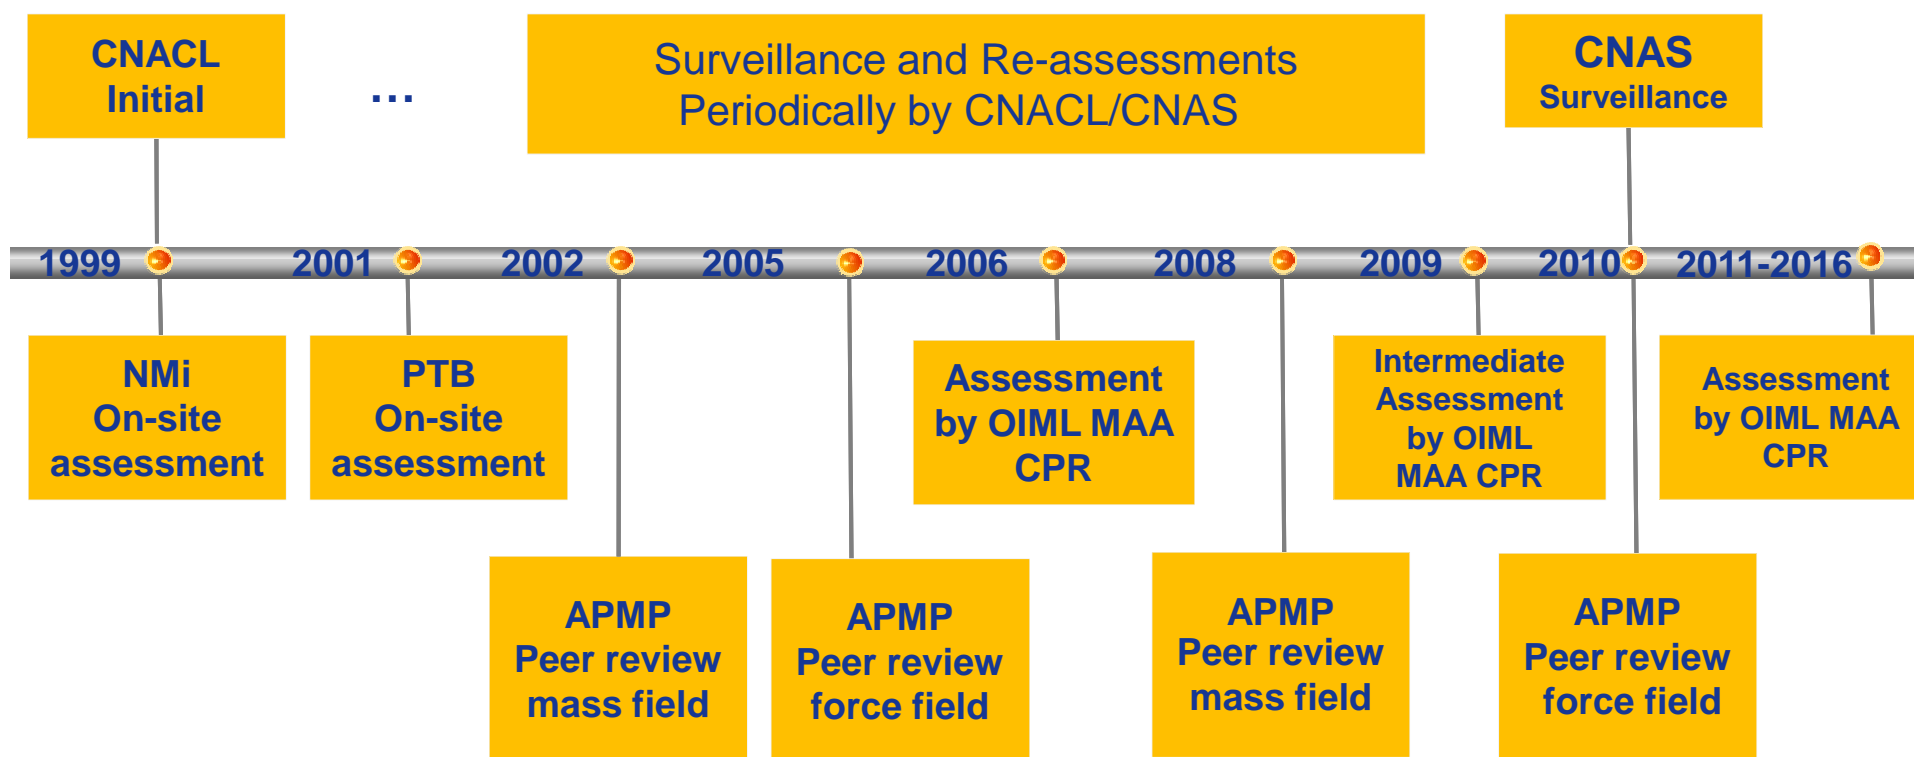 CNACL
Initial
…
Surveillance and Re-assessments
Periodically by CNACL/CNAS
CNAS
Surveillance
1999
2001
2002
2005
2006
2008
2009
2010
2011-2016
NMi
On-site
assessment
PTB
On-site
assessment
Assessment
by OIML MAA
CPR
Intermediate
Assessment
by OIML
MAA CPR
Assessment
by OIML MAA
CPR
APMP
Peer review
mass field
APMP
Peer review
force field
APMP
Peer review
mass field
APMP
Peer review
force field